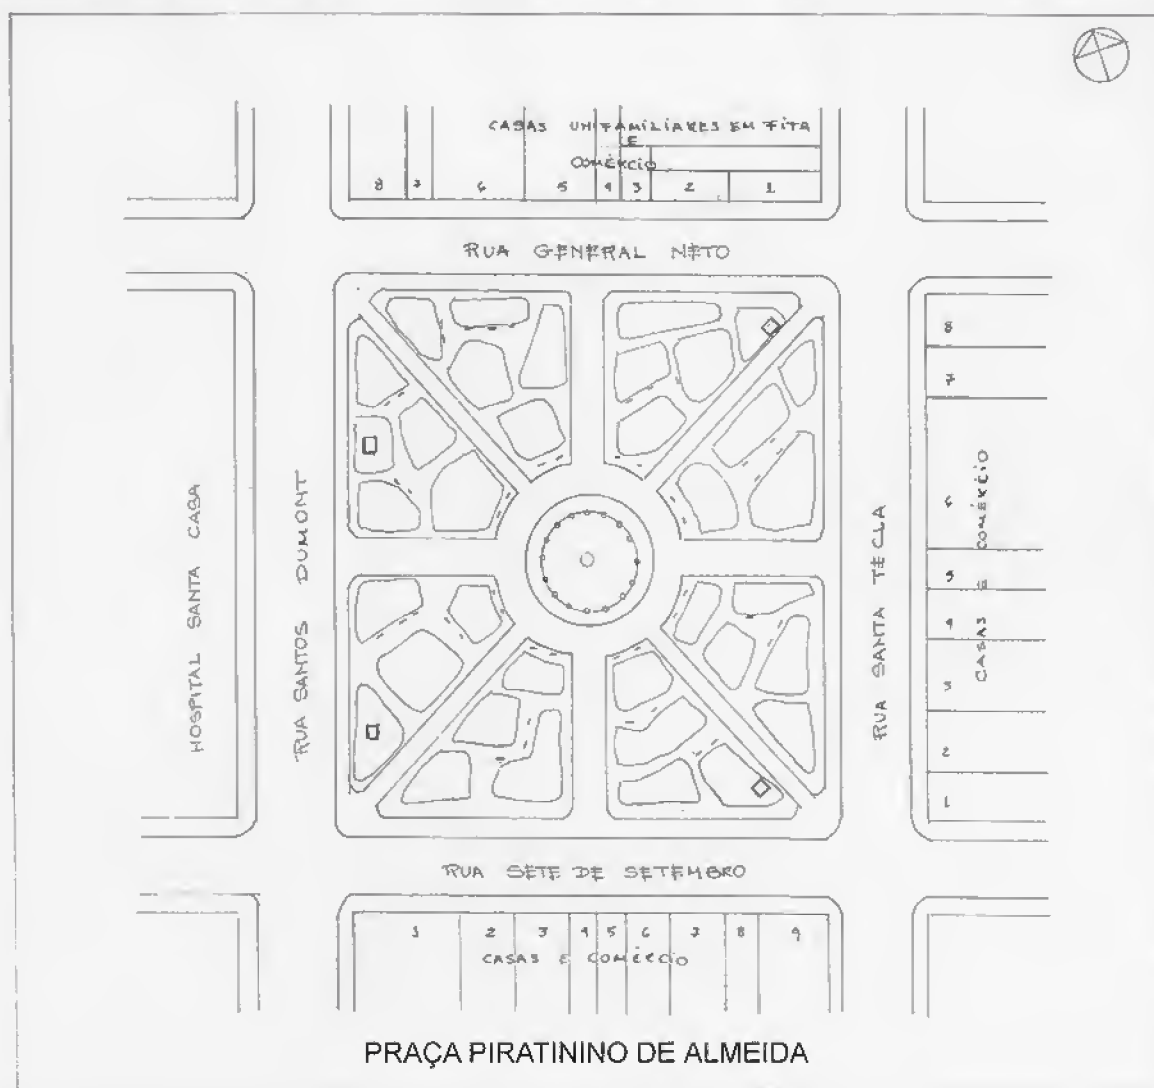 CASAS UNIFAMILIARES EM FITA
E
COMÉRCIO
8 7 6 5 4 3 2 1
RUA GENERAL NETO
HOSPITAL SANTA CASA
RUA SANTOS DUMONT
RUA SANTA TECLA
8
7
6
5
4
3
2
1
CASAS E COMÉRCIO
RUA SETE DE SETEMBRO
1 2 3 4 5 6 7 8 9
CASAS E COMÉRCIO
PRAÇA PIRATININO DE ALMEIDA